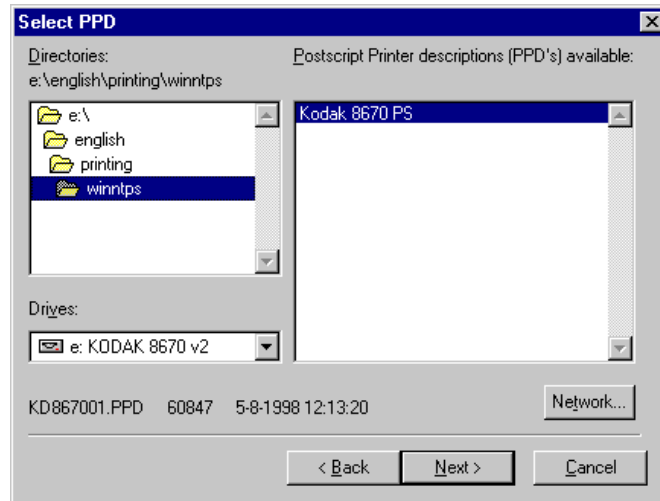 Select PPD
Directories:
e:\english\printing\winntps
e:\
english
printing
winntps
Drives:
e: KODAK 8670 v2
Postscript Printer descriptions (PPD's) available:
Kodak 8670 PS
KD867001.PPD 60847 5-8-1998 12:13:20
Network...
< Back
Next >
Cancel